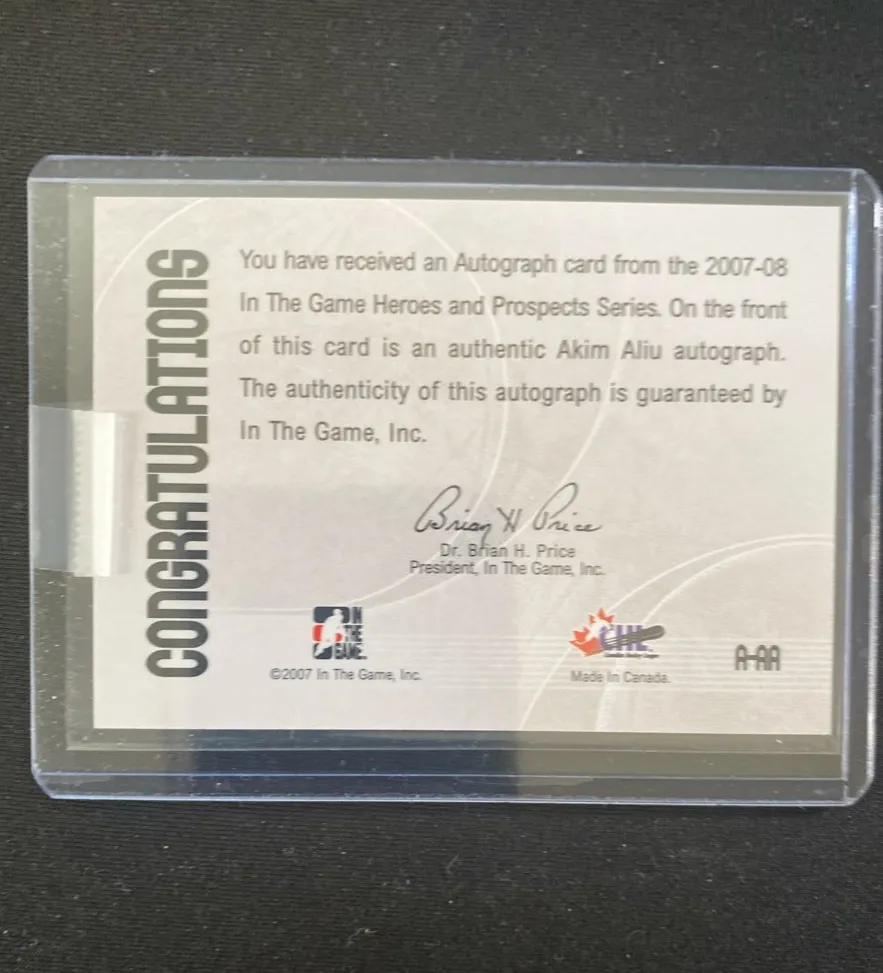 CONGRATULATIONS
You have received an Autograph card from the 2007-08
In The Game Heroes and Prospects Series. On the front
of this card is an authentic Akim Aliu autograph.
The authenticity of this autograph is guaranteed by
In The Game, Inc.
Brian H Price
Dr. Brian H. Price
President, In The Game, Inc.
IN
THE
GAME.
©2007 In The Game, Inc.
CHL
Made In Canada.
A-AA